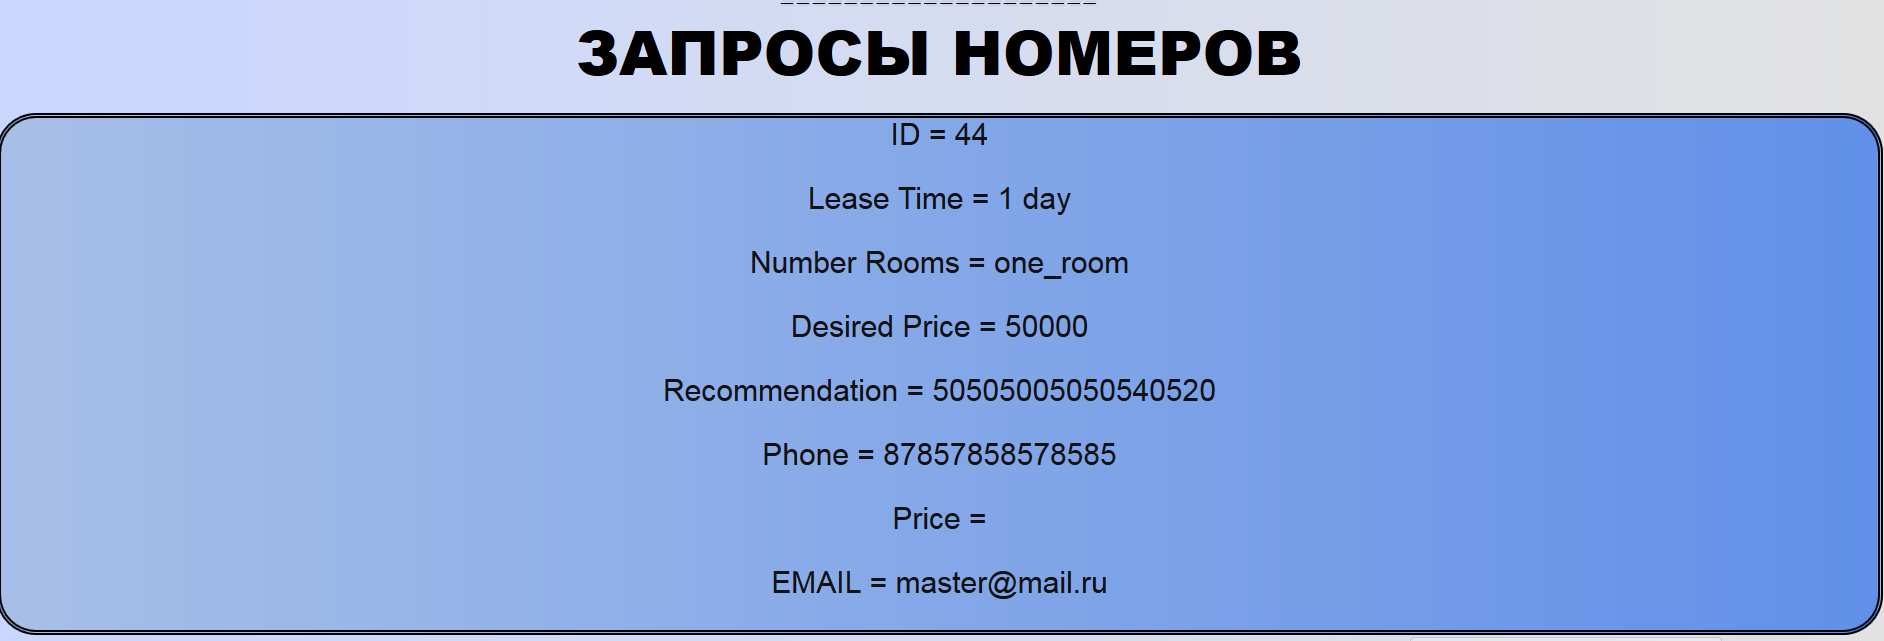 ЗАПРОСЫ НОМЕРОВ
ID = 44
Lease Time = 1 day
Number Rooms = one_room
Desired Price = 50000
Recommendation = 50505005050540520
Phone = 87857858578585
Price =
EMAIL = master@mail.ru